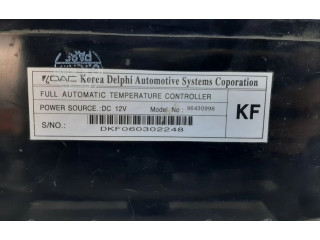 KDAC Korea Delphi Automotive Systems Coporation
FULL AUTOMATIC TEMPERATURE CONTROLLER
POWER SOURCE :DC 12V Model No : 96430998
KF
S/NO. :
DKF060302248